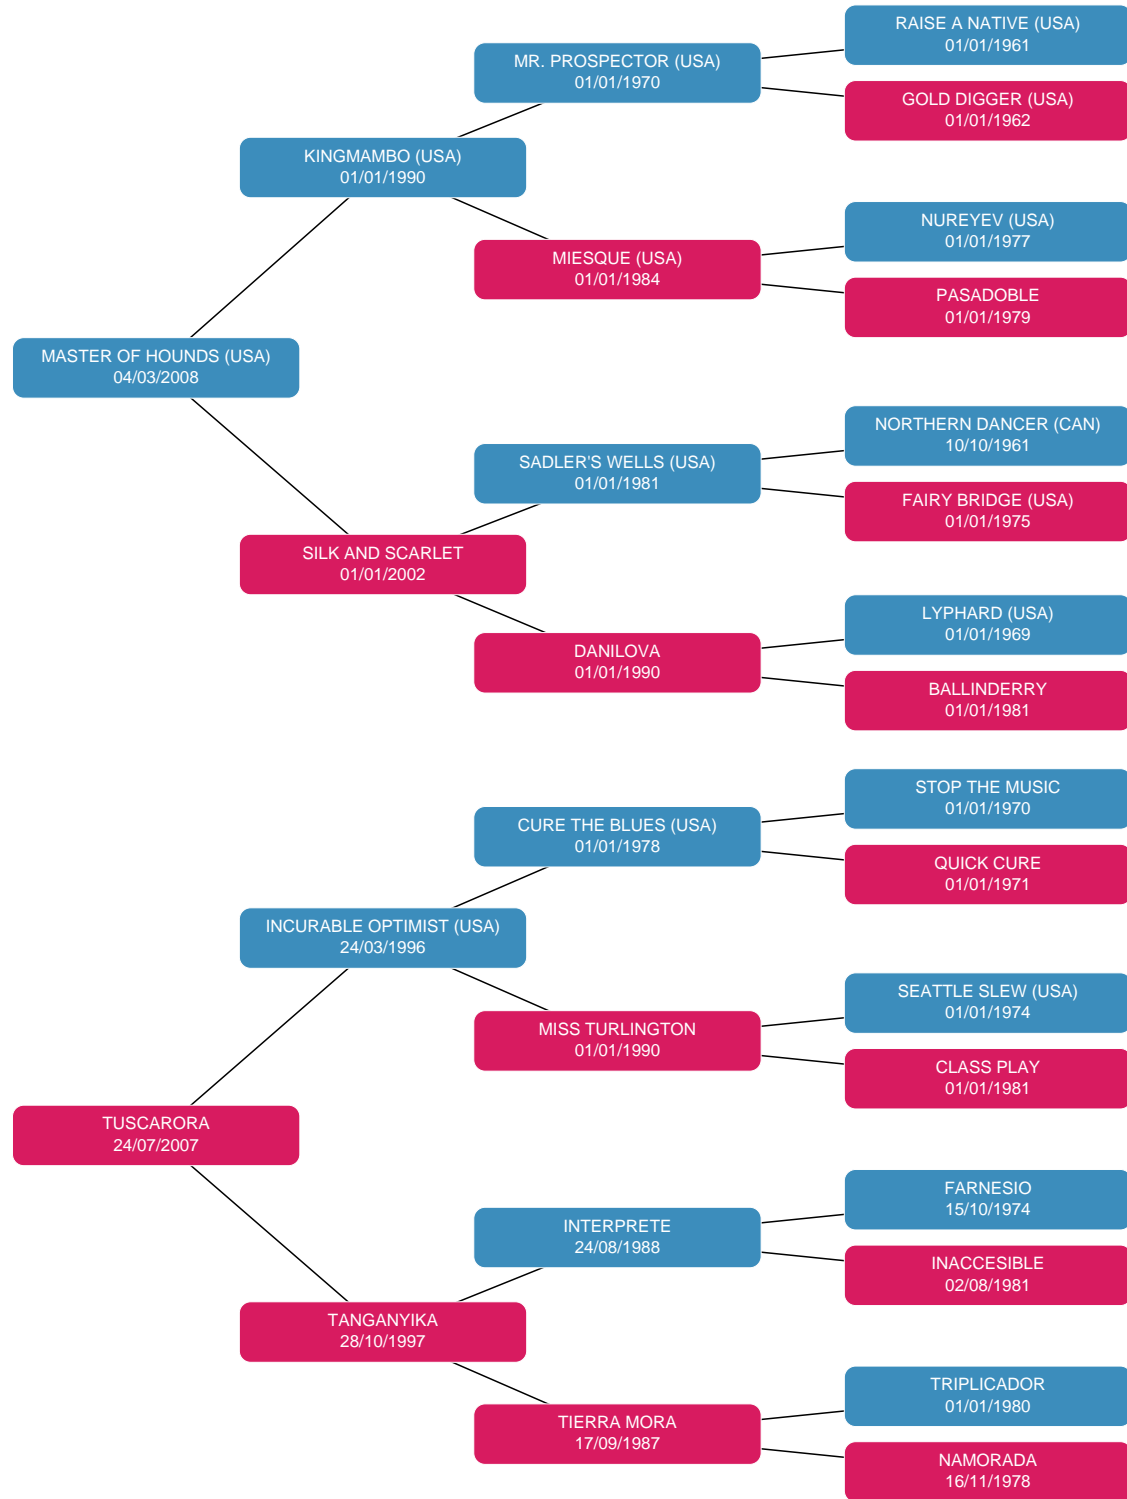 RAISE A NATIVE (USA)
01/01/1961
MR. PROSPECTOR (USA)
01/01/1970
GOLD DIGGER (USA)
01/01/1962
KINGMAMBO (USA)
01/01/1990
NUREYEV (USA)
01/01/1977
MIESQUE (USA)
01/01/1984
PASADOBLE
01/01/1979
MASTER OF HOUNDS (USA)
04/03/2008
NORTHERN DANCER (CAN)
10/10/1961
SADLER'S WELLS (USA)
01/01/1981
FAIRY BRIDGE (USA)
01/01/1975
SILK AND SCARLET
01/01/2002
LYPHARD (USA)
01/01/1969
DANILOVA
01/01/1990
BALLINDERRY
01/01/1981
STOP THE MUSIC
01/01/1970
CURE THE BLUES (USA)
01/01/1978
QUICK CURE
01/01/1971
INCURABLE OPTIMIST (USA)
24/03/1996
SEATTLE SLEW (USA)
01/01/1974
MISS TURLINGTON
01/01/1990
CLASS PLAY
01/01/1981
TUSCARORA
24/07/2007
FARNESIO
15/10/1974
INTERPRETE
24/08/1988
INACCESIBLE
02/08/1981
TANGANYIKA
28/10/1997
TRIPLICADOR
01/01/1980
TIERRA MORA
17/09/1987
NAMORADA
16/11/1978